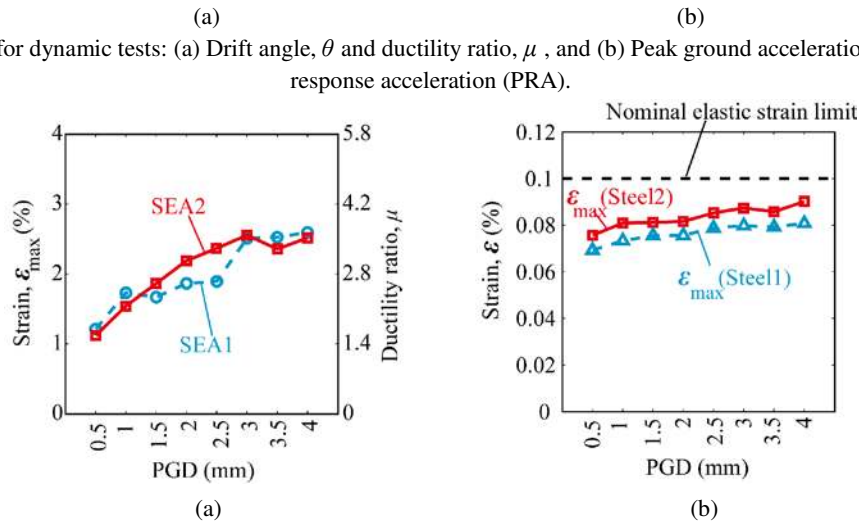 (a) (b)
for dynamic tests: (a) Drift angle, θ and ductility ratio, μ , and (b) Peak ground acceleration
response acceleration (PRA).
4
3
2
1
0
Strain, ε_max (%)
SEA2
SEA1
5.8
4.2
2.8
1.4
0
Ductility ratio, μ
0.5 1 1.5 2 2.5 3 3.5 4
PGD (mm)
(a)
Nominal elastic strain limit
0.12
0.1
0.08
0.06
0.04
0.02
0
Strain, ε (%)
ε_max (Steel2)
ε_max (Steel1)
0.5 1 1.5 2 2.5 3 3.5 4
PGD (mm)
(b)